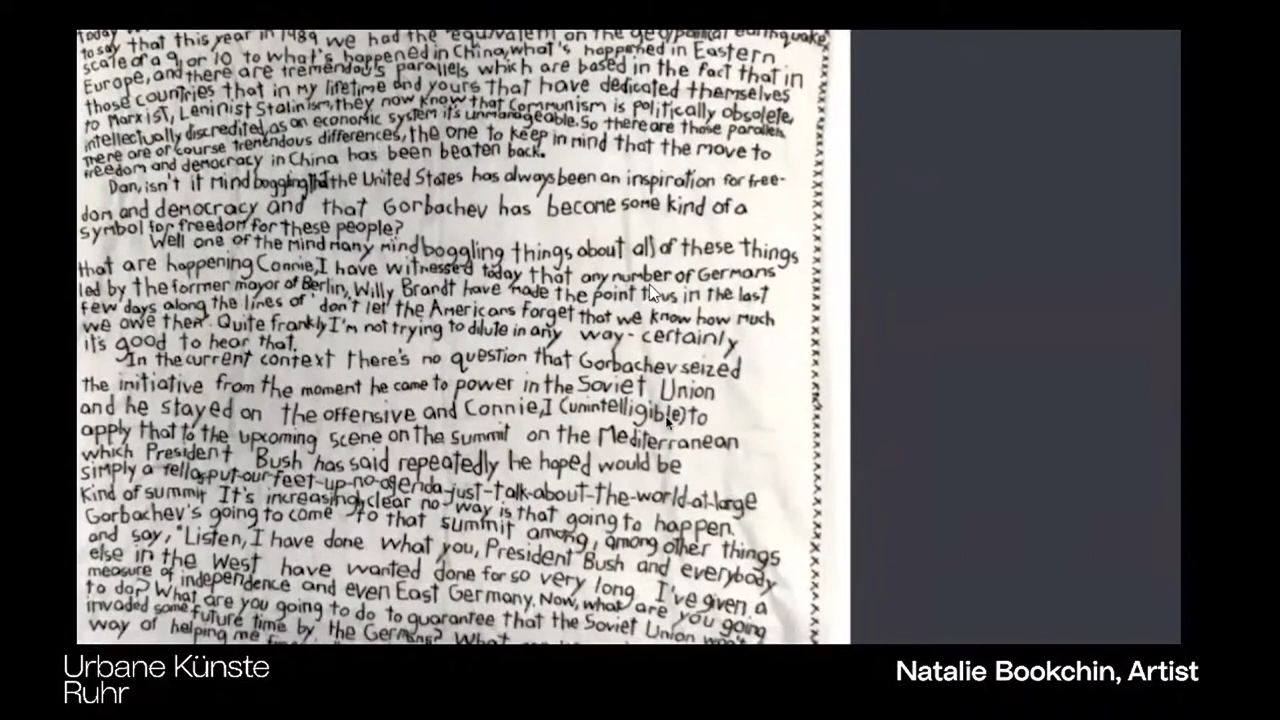 today
to say that this year in 1989 we had the equivalent on the geopolitical earthquake
scale of a 9 or 10 to what's happened in China, what's happened in Eastern
Europe, and there are tremendous parallels which are based in the fact that in
those countries that in my lifetime and yours that have dedicated themselves
to Marxist, Leninist Stalinism, they now know that Communism is politically obsolete,
intellectually discredited, as an economic system it's unmanageable. So there are those parallels
there are of course tremendous differences, the one to keep in mind that the move to
freedom and democracy in China has been beaten back.
Dan, isn't it mind boggling that the United States has always been an inspiration for free-
dom and democracy and that Gorbachev has become some kind of a
symbol for freedom for these people?
Well one of the mind many mind boggling things about all of these things
that are happening Connie, I have witnessed today that any number of Germans
led by the former mayor of Berlin, Willy Brandt have made the point thus in the last
few days along the lines of 'don't let the Americans forget that we know how much
we owe them. Quite frankly I'm not trying to dilute in any way - certainly
it's good to hear that.
In the current context there's no question that Gorbachev seized
the initiative from the moment he came to power in the Soviet Union
and he stayed on the offensive and Connie, I (unintelligible) to
apply that to the upcoming scene on the summit on the Mediterranean
which President Bush has said repeatedly he hoped would be
simply a fellas-put-our-feet-up-no-agenda-just-talk-about-the-world-at-large
kind of summit It's increasingly clear no way is that going to happen.
Gorbachev's going to come to that summit among, among other things
and say, "Listen, I have done what you, President Bush and everybody
else in the West have wanted done for so very long I've given a
measure of independence and even East Germany. Now, what are you going
to do? What are you going to do to guarantee that the Soviet Union won't
invaded some future time by the Germans? What
way of helping me
Urbane Künste
Ruhr
Natalie Bookchin, Artist